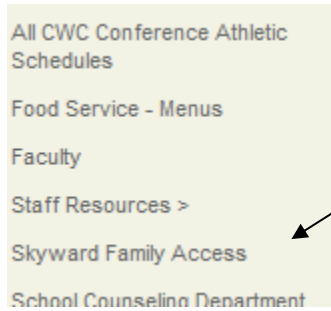 All CWC Conference Athletic
Schedules
Food Service - Menus
Faculty
Staff Resources >
Skyward Family Access
School Counseling Department